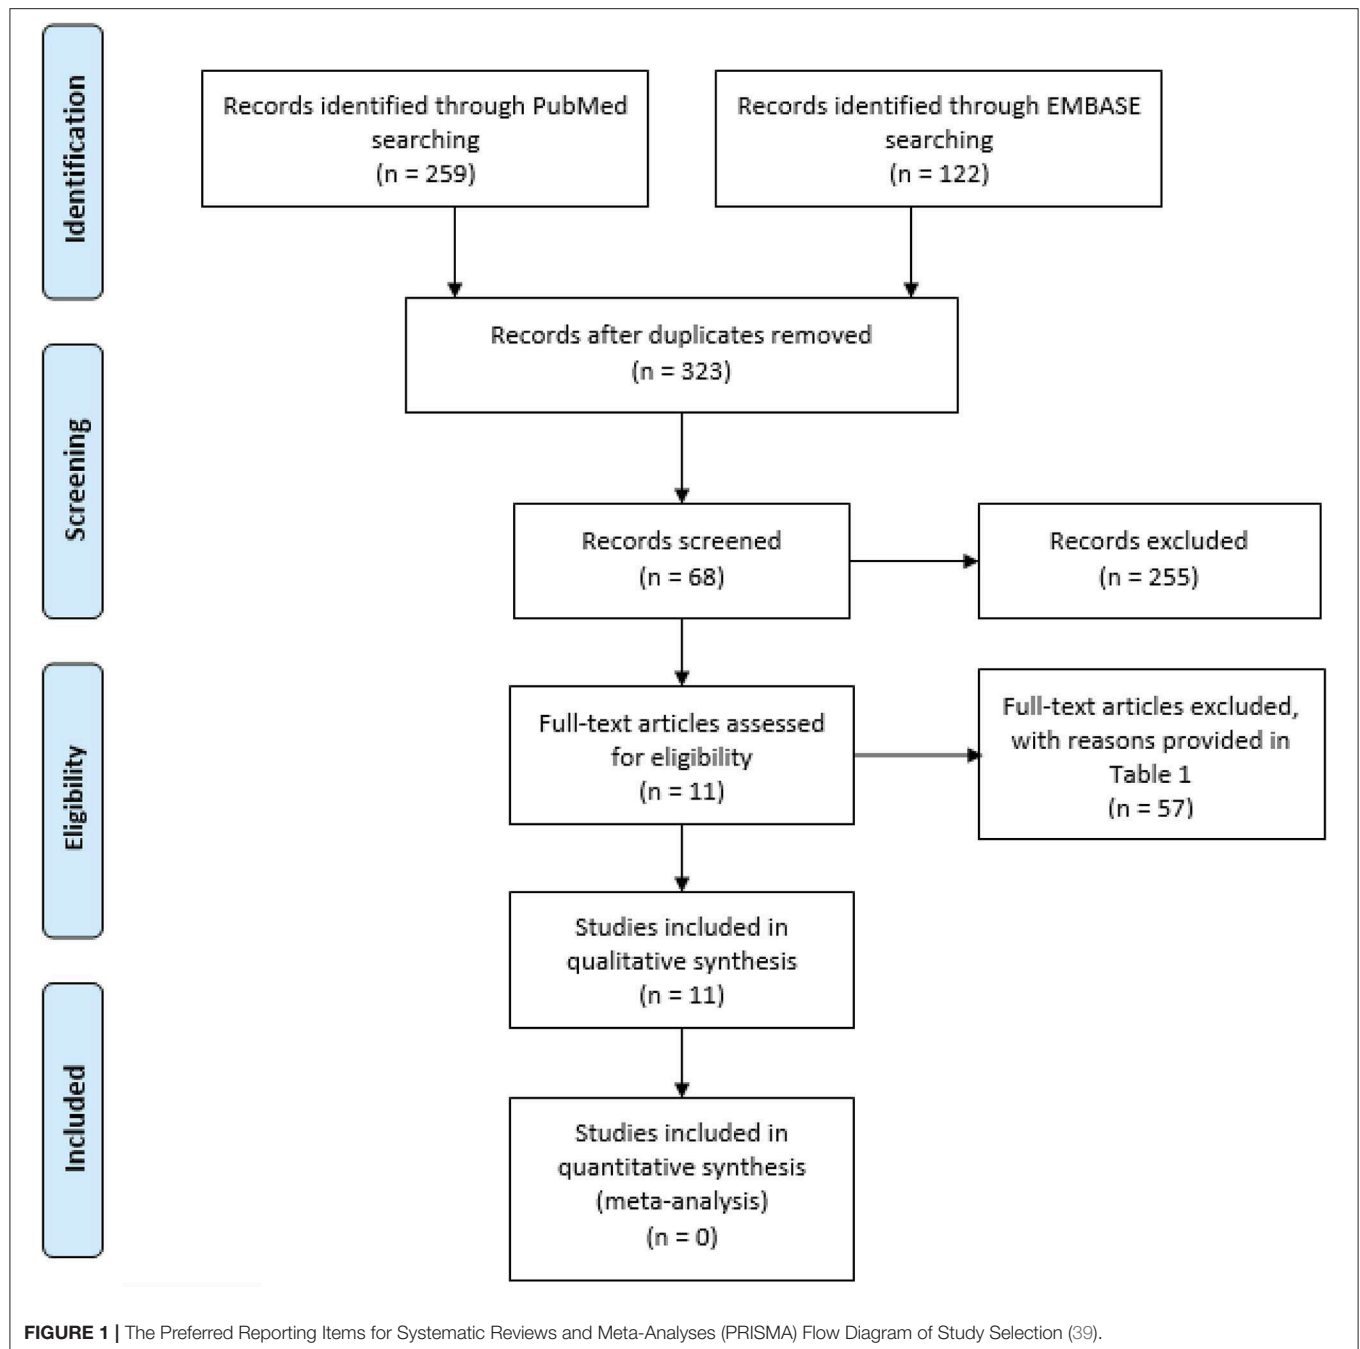 Identification
Records identified through PubMed
searching
(n = 259)
Records identified through EMBASE
searching
(n = 122)
Records after duplicates removed
(n = 323)
Screening
Records screened
(n = 68)
Records excluded
(n = 255)
Eligibility
Full-text articles assessed
for eligibility
(n = 11)
Full-text articles excluded,
with reasons provided in
Table 1
(n = 57)
Studies included in
qualitative synthesis
(n = 11)
Included
Studies included in
quantitative synthesis
(meta-analysis)
(n = 0)
FIGURE 1 | The Preferred Reporting Items for Systematic Reviews and Meta-Analyses (PRISMA) Flow Diagram of Study Selection (39).